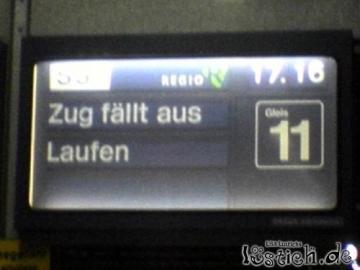 REGIO 17.16
Zug fällt aus
Gleis
Laufen 11
lustich.de